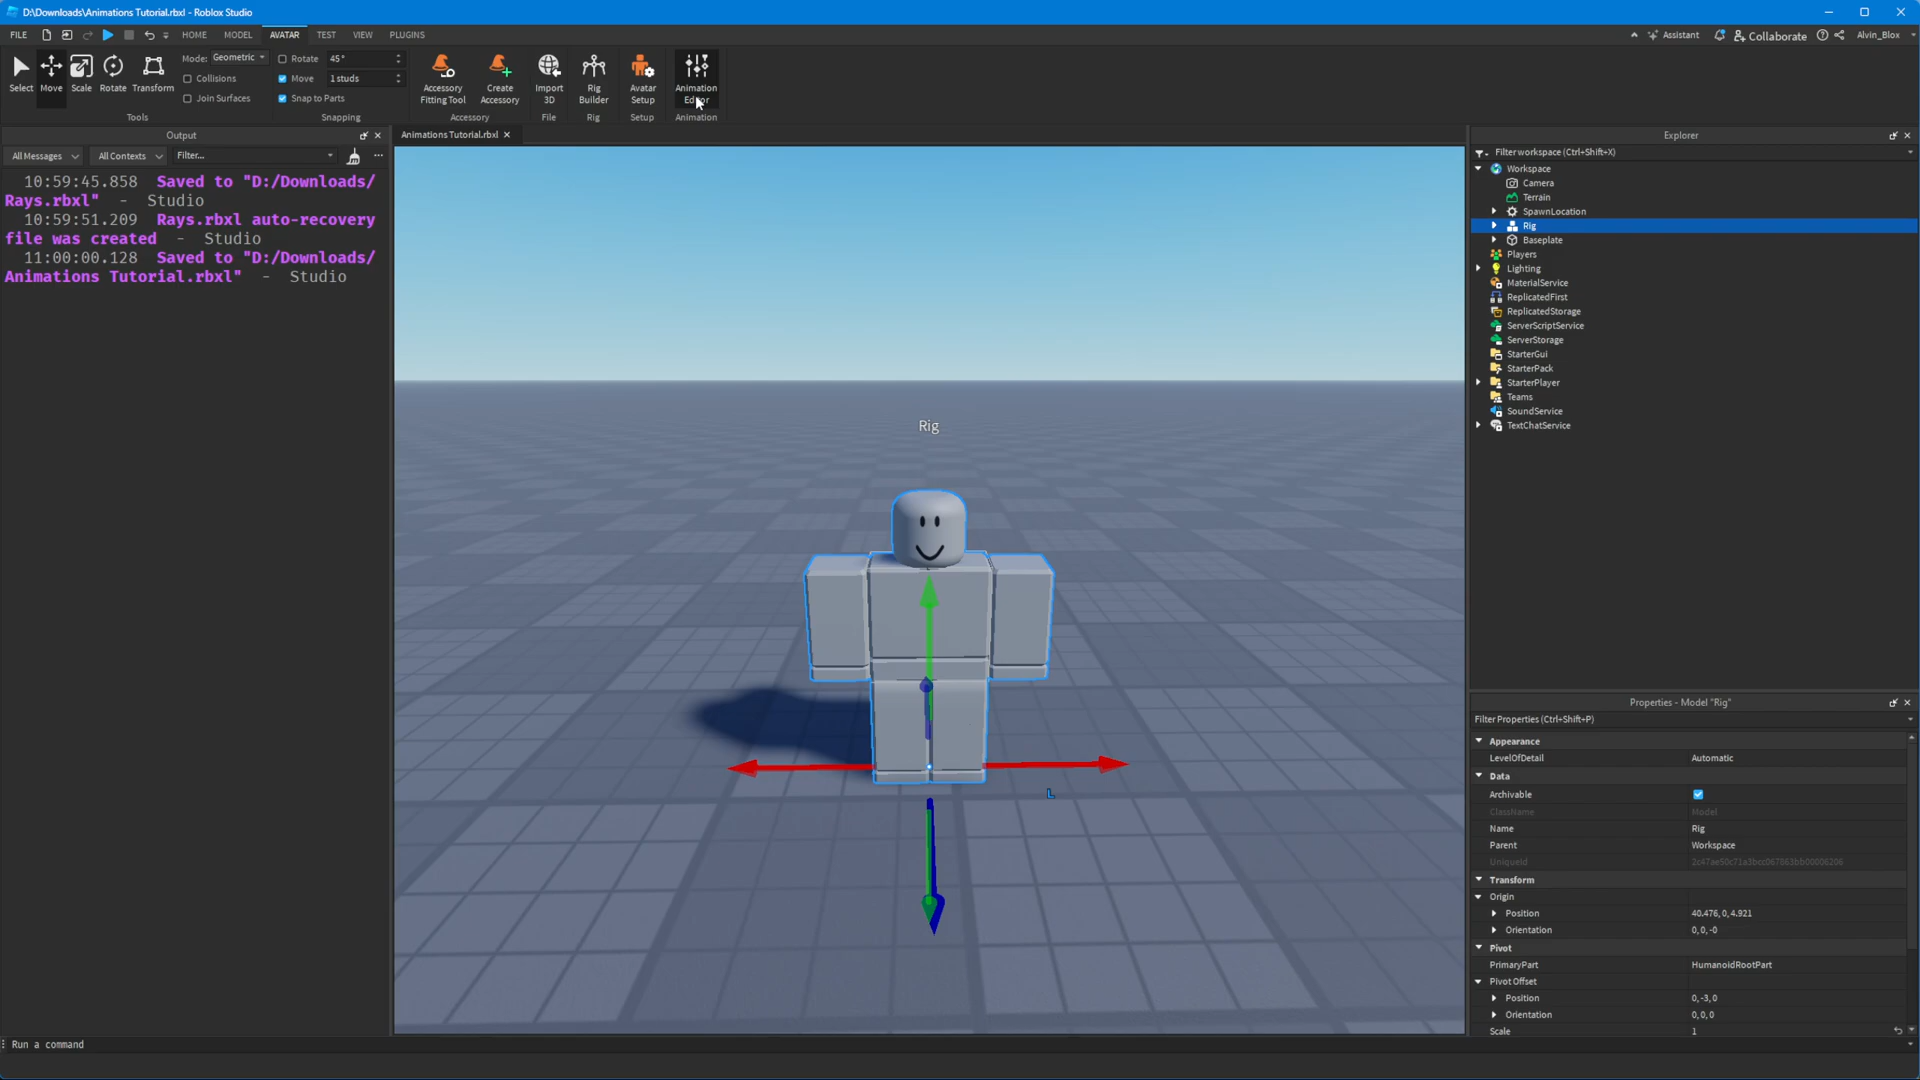 D:\Downloads\Animations Tutorial.rbxl - Roblox Studio
FILE HOME MODEL AVATAR TEST VIEW PLUGINS Assistant Collaborate Alvin_Blox
Select Move Scale Rotate Transform
Mode: Geometric
Collisions
Join Surfaces
Tools
Rotate 45°
Move 1 studs
Snap to Parts
Snapping
Accessory Fitting Tool
Create Accessory
Accessory
Import 3D
File
Rig Builder
Rig
Avatar Setup
Setup
Animation Editor
Animation
Output
All Messages All Contexts Filter...
10:59:45.858 Saved to "D:/Downloads/
Rays.rbxl" - Studio
10:59:51.209 Rays.rbxl auto-recovery
file was created - Studio
11:00:00.128 Saved to "D:/Downloads/
Animations Tutorial.rbxl" - Studio
Animations Tutorial.rbxl
Rig
L
Explorer
Filter workspace (Ctrl+Shift+X)
Workspace
Camera
Terrain
SpawnLocation
Rig
Baseplate
Players
Lighting
MaterialService
ReplicatedFirst
ReplicatedStorage
ServerScriptService
ServerStorage
StarterGui
StarterPack
StarterPlayer
Teams
SoundService
TextChatService
Properties - Model "Rig"
Filter Properties (Ctrl+Shift+P)
Appearance
LevelOfDetail Automatic
Data
Archivable
ClassName Model
Name Rig
Parent Workspace
UniqueId
Transform
Origin
Position 40.476, 0, 4.921
Orientation 0, 0, -0
Pivot
PrimaryPart HumanoidRootPart
Pivot Offset
Position 0, -3, 0
Orientation 0, 0, 0
Scale 1
Run a command